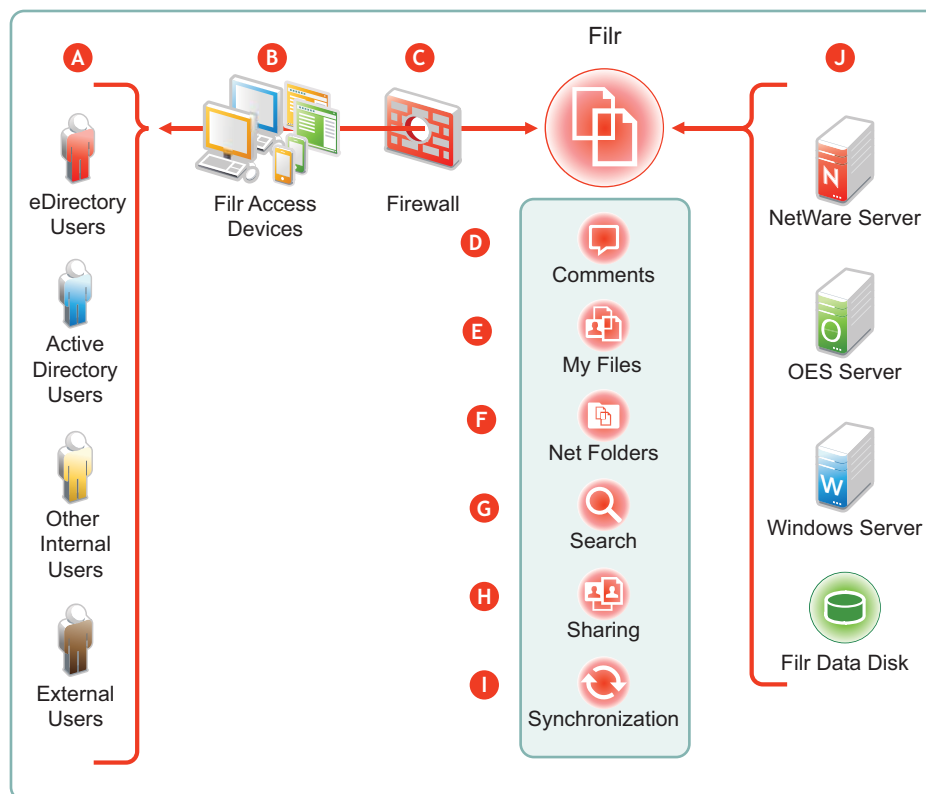 Filr
A
B
C
J
eDirectory
Users
Filr Access
Devices
Firewall
N
NetWare Server
D
Comments
Active
Directory
Users
E
My Files
O
OES Server
F
Net Folders
Other
Internal
Users
G
Search
W
Windows Server
H
Sharing
External
Users
I
Synchronization
Filr Data Disk